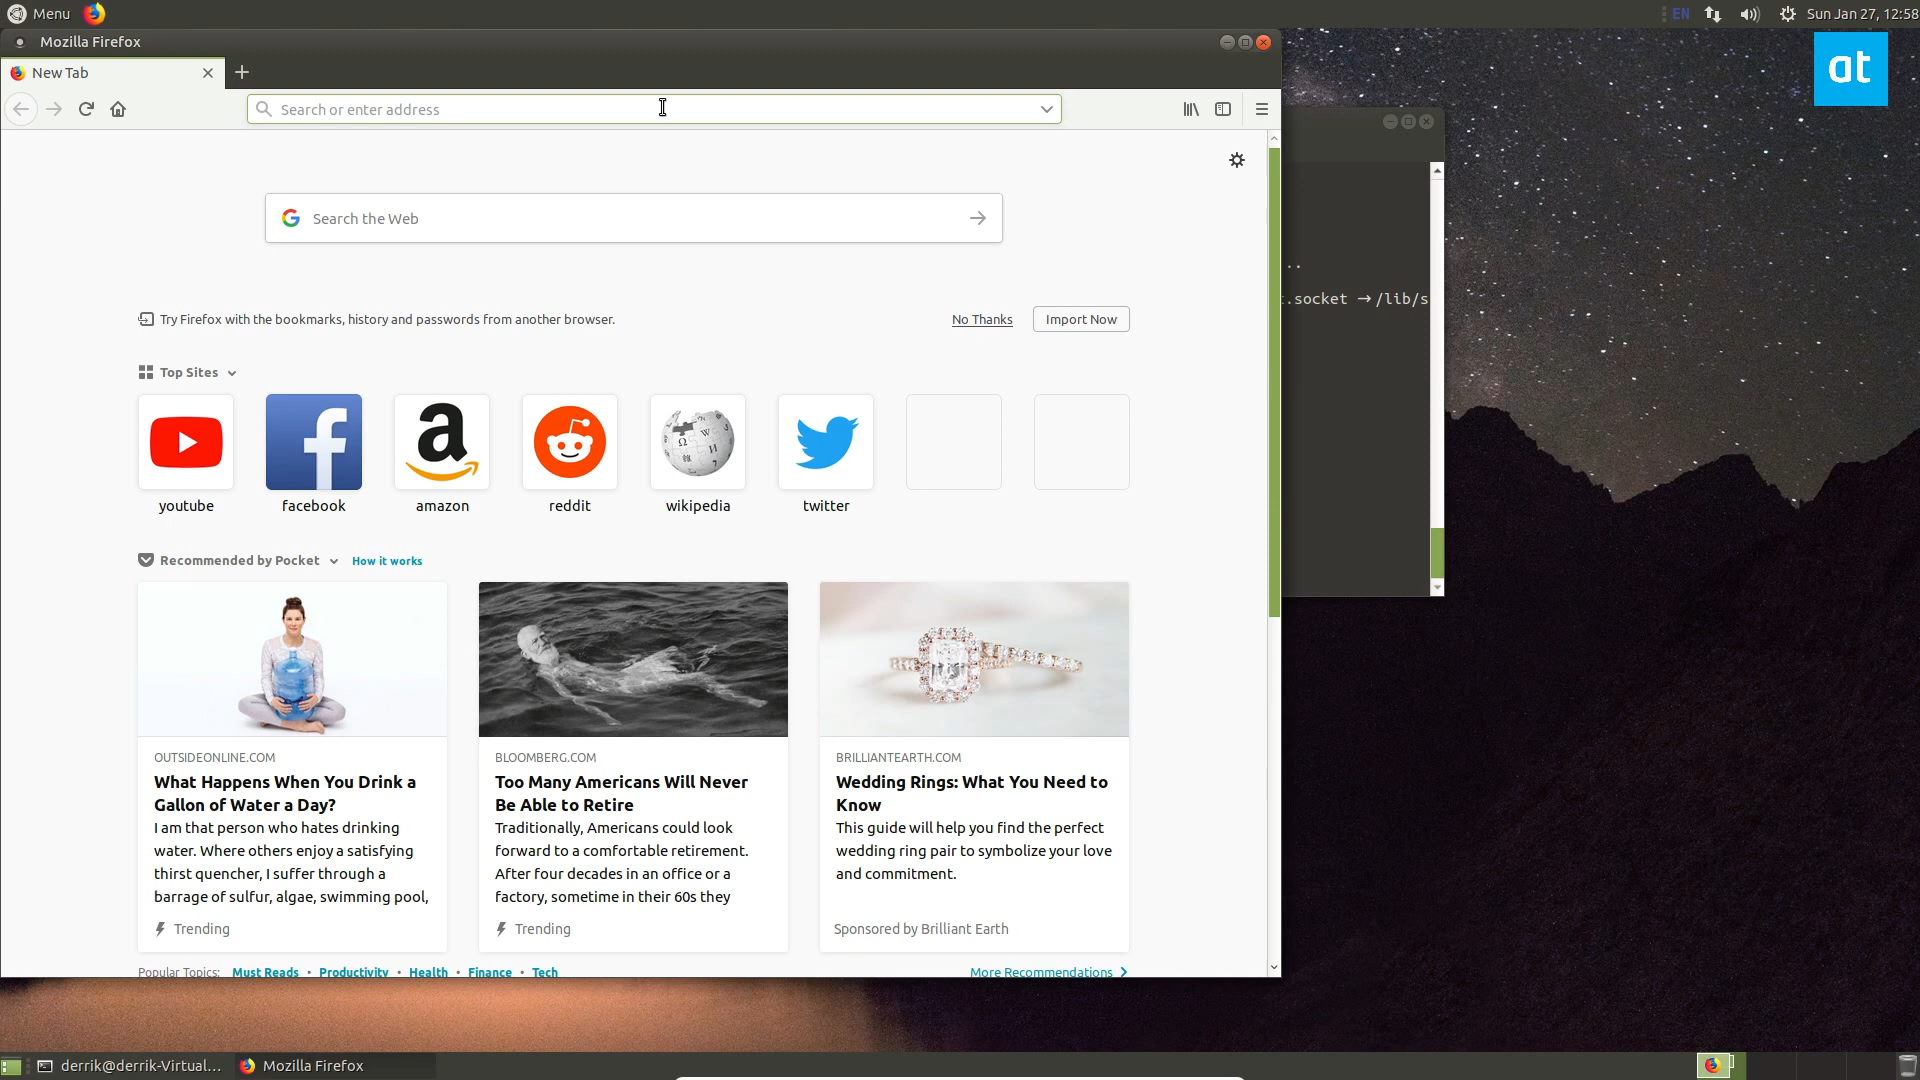 Menu
EN
Sun Jan 27, 12:58
Mozilla Firefox
at
New Tab
Search or enter address
Search the Web
..
.socket →/lib/s
Try Firefox with the bookmarks, history and passwords from another browser.
No Thanks
Import Now
Top Sites
youtube
facebook
amazon
reddit
wikipedia
twitter
Recommended by Pocket
How it works
OUTSIDEONLINE.COM
What Happens When You Drink a
Gallon of Water a Day?
I am that person who hates drinking
water. Where others enjoy a satisfying
thirst quencher, I suffer through a
barrage of sulfur, algae, swimming pool,
Trending
BLOOMBERG.COM
Too Many Americans Will Never
Be Able to Retire
Traditionally, Americans could look
forward to a comfortable retirement.
After four decades in an office or a
factory, sometime in their 60s they
Trending
BRILLIANTEARTH.COM
Wedding Rings: What You Need to
Know
This guide will help you find the perfect
wedding ring pair to symbolize your love
and commitment.
Sponsored by Brilliant Earth
Popular Topics: Must Reads • Productivity • Health • Finance • Tech
More Recommendations
derrik@derrik-Virtual...
Mozilla Firefox